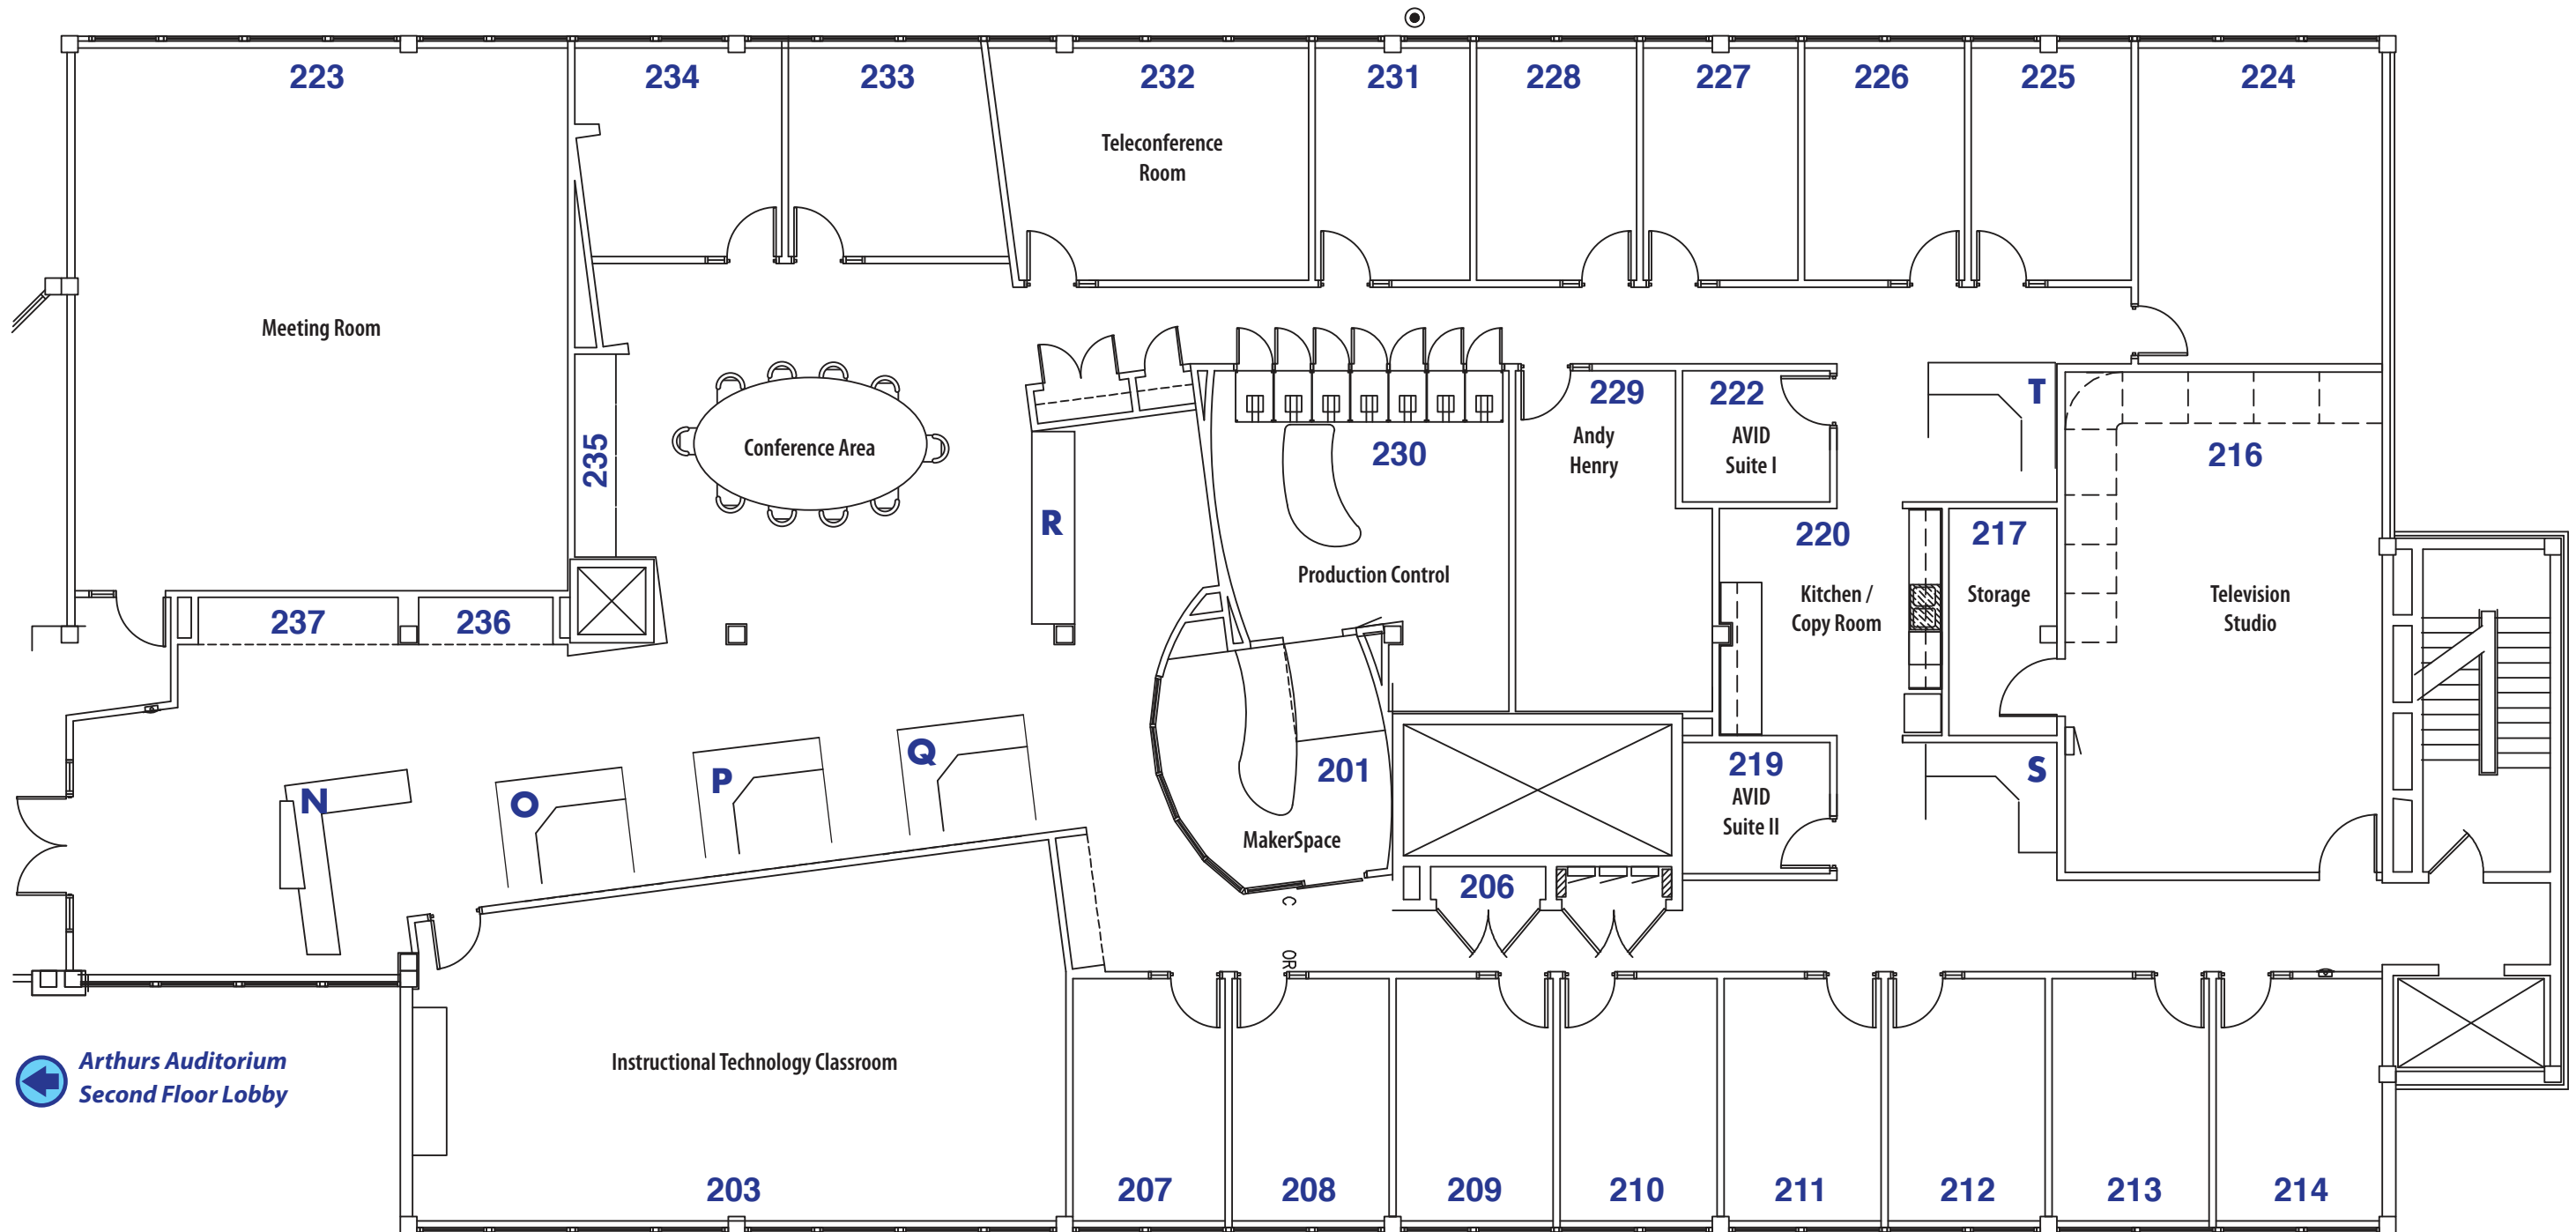 223
234
233
232
231
228
227
226
225
224
Teleconference
Room
Meeting Room
Conference Area
235
R
230
Production Control
229
Andy
Henry
222
AVID
Suite I
T
216
Television
Studio
220
Kitchen /
Copy Room
217
Storage
237
236
N
O
P
Q
201
MakerSpace
219
AVID
Suite II
S
206
C
OR
Arthurs Auditorium
Second Floor Lobby
Instructional Technology Classroom
203
207
208
209
210
211
212
213
214